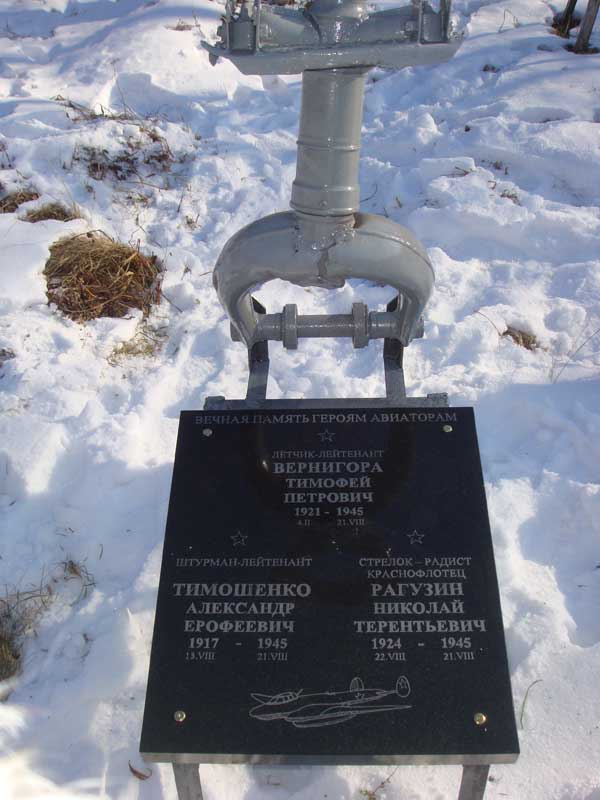 ВЕЧНАЯ ПАМЯТЬ ГЕРОЯМ АВИАТОРАМ
ЛЕТЧИК-ЛЕЙТЕНАНТ
ВЕРНИГОРА
ТИМОФЕЙ
ПЕТРОВИЧ
1921 - 1945
4.II 21.VIII
ШТУРМАН-ЛЕЙТЕНАНТ
ТИМОШЕНКО
АЛЕКСАНДР
ЕРОФЕЕВИЧ
1917 - 1945
13.VIII 21.VIII
СТРЕЛОК – РАДИСТ
КРАСНОФЛОТЕЦ
РАГУЗИН
НИКОЛАЙ
ТЕРЕНТЬЕВИЧ
1924 - 1945
22.VIII 21.VIII